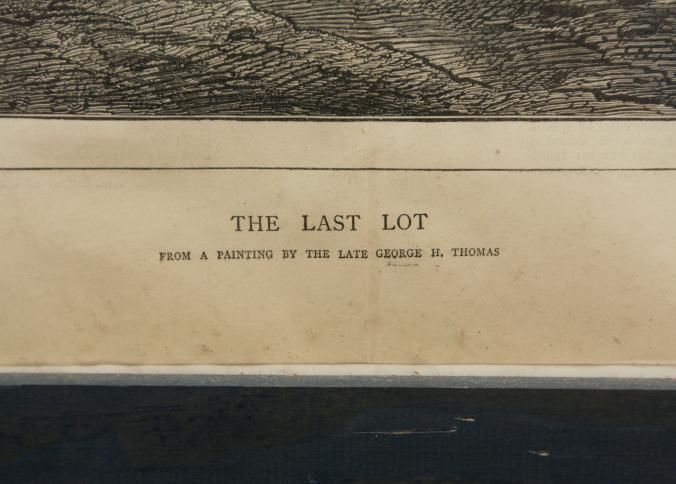 THE LAST LOT
FROM A PAINTING BY THE LATE GEORGE H. THOMAS